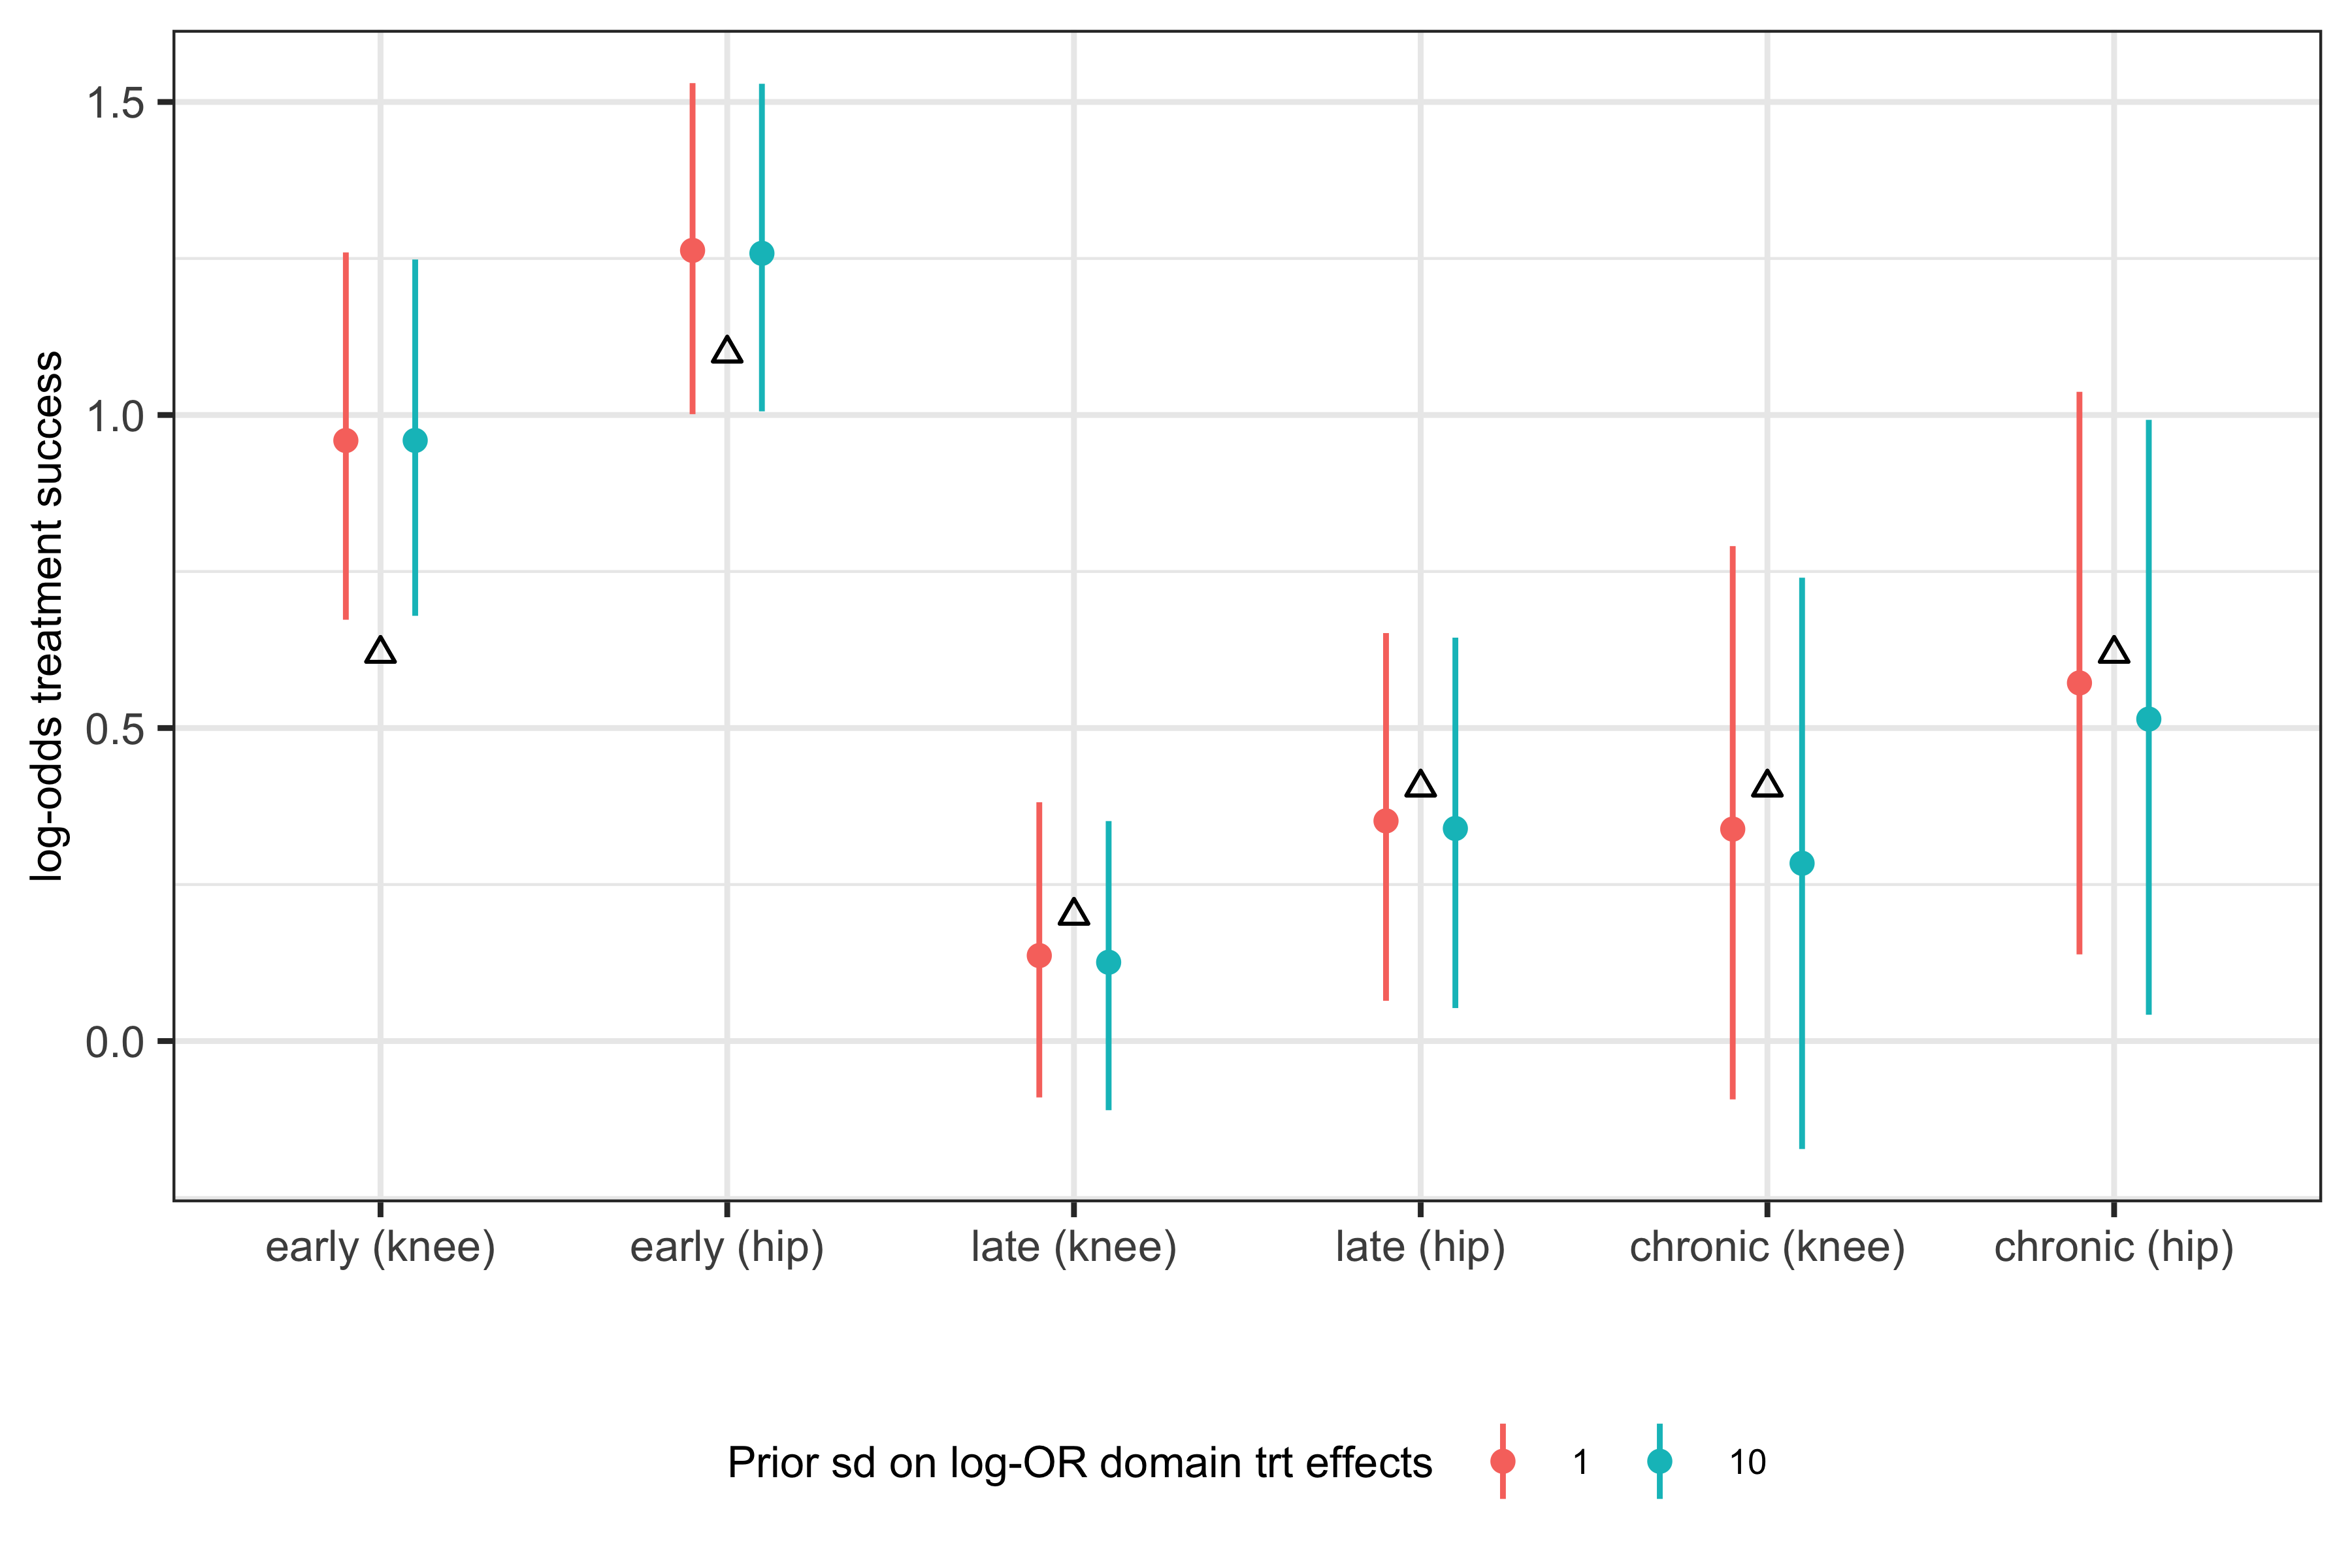 log-odds treatment success
1.5
1.0
0.5
0.0
early (knee) early (hip) late (knee) late (hip) chronic (knee) chronic (hip)
Prior sd on log-OR domain trt effects 1 10